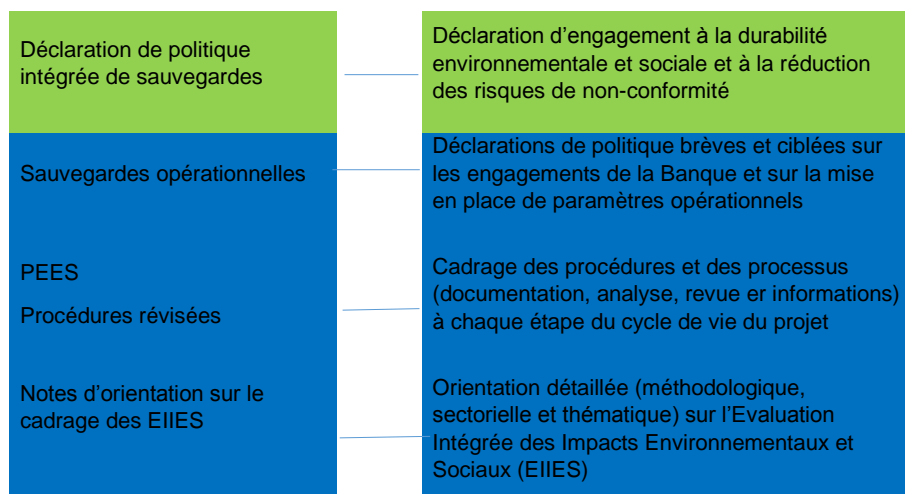 Déclaration de politique
intégrée de sauvegardes
Déclaration d'engagement à la durabilité
environnementale et sociale et à la réduction
des risques de non-conformité
Sauvegardes opérationnelles
Déclarations de politique brèves et ciblées sur
les engagements de la Banque et sur la mise
en place de paramètres opérationnels
PEES
Procédures révisées
Cadrage des procédures et des processus
(documentation, analyse, revue er informations)
à chaque étape du cycle de vie du projet
Notes d'orientation sur le
cadrage des EIIES
Orientation détaillée (méthodologique,
sectorielle et thématique) sur l'Evaluation
Intégrée des Impacts Environnementaux et
Sociaux (EIIES)